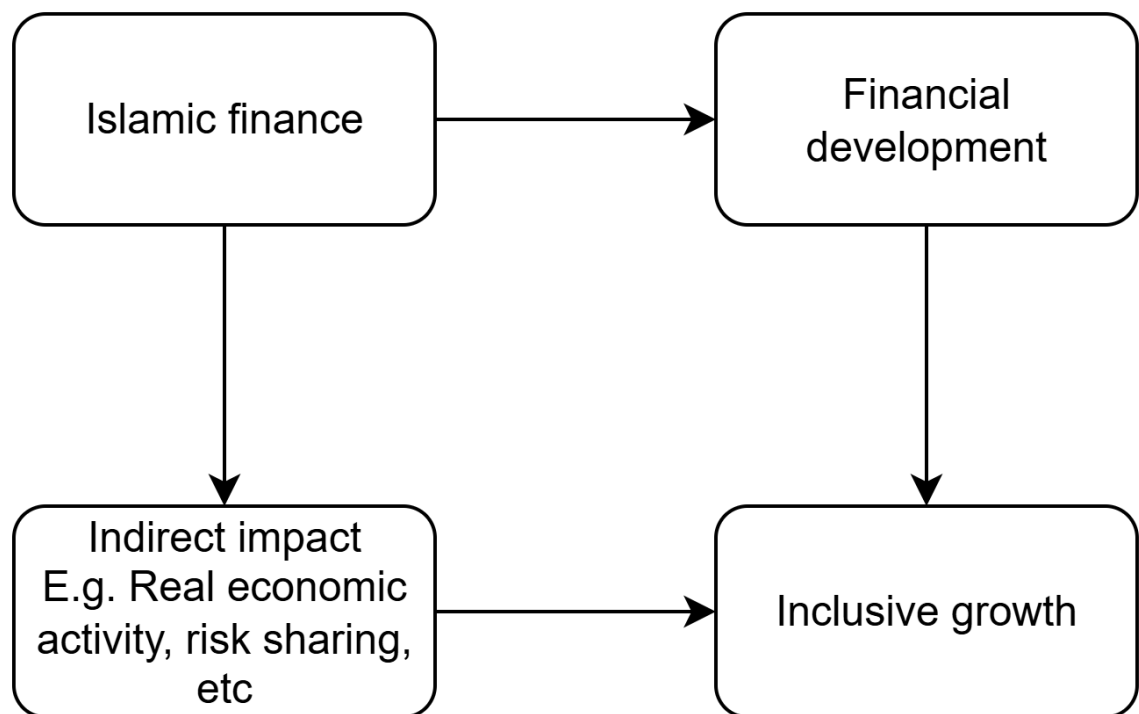 Islamic finance
Financial
development
Indirect impact
E.g. Real economic
activity, risk sharing,
etc
Inclusive growth